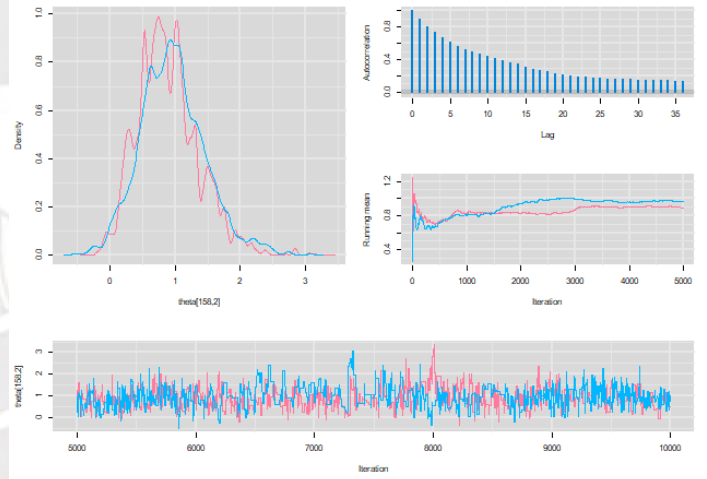 Density
0.0 0.2 0.4 0.6 0.8 1.0
0 1 2 3
theta[158,2]
Autocorrelation
0.0 0.4 0.8
0 5 10 15 20 25 30 35
Lag
Running mean
0.4 0.8 1.2
0 1000 2000 3000 4000 5000
Iteration
theta[158,2]
0 1 2 3
5000 6000 7000 8000 9000 10000
Iteration